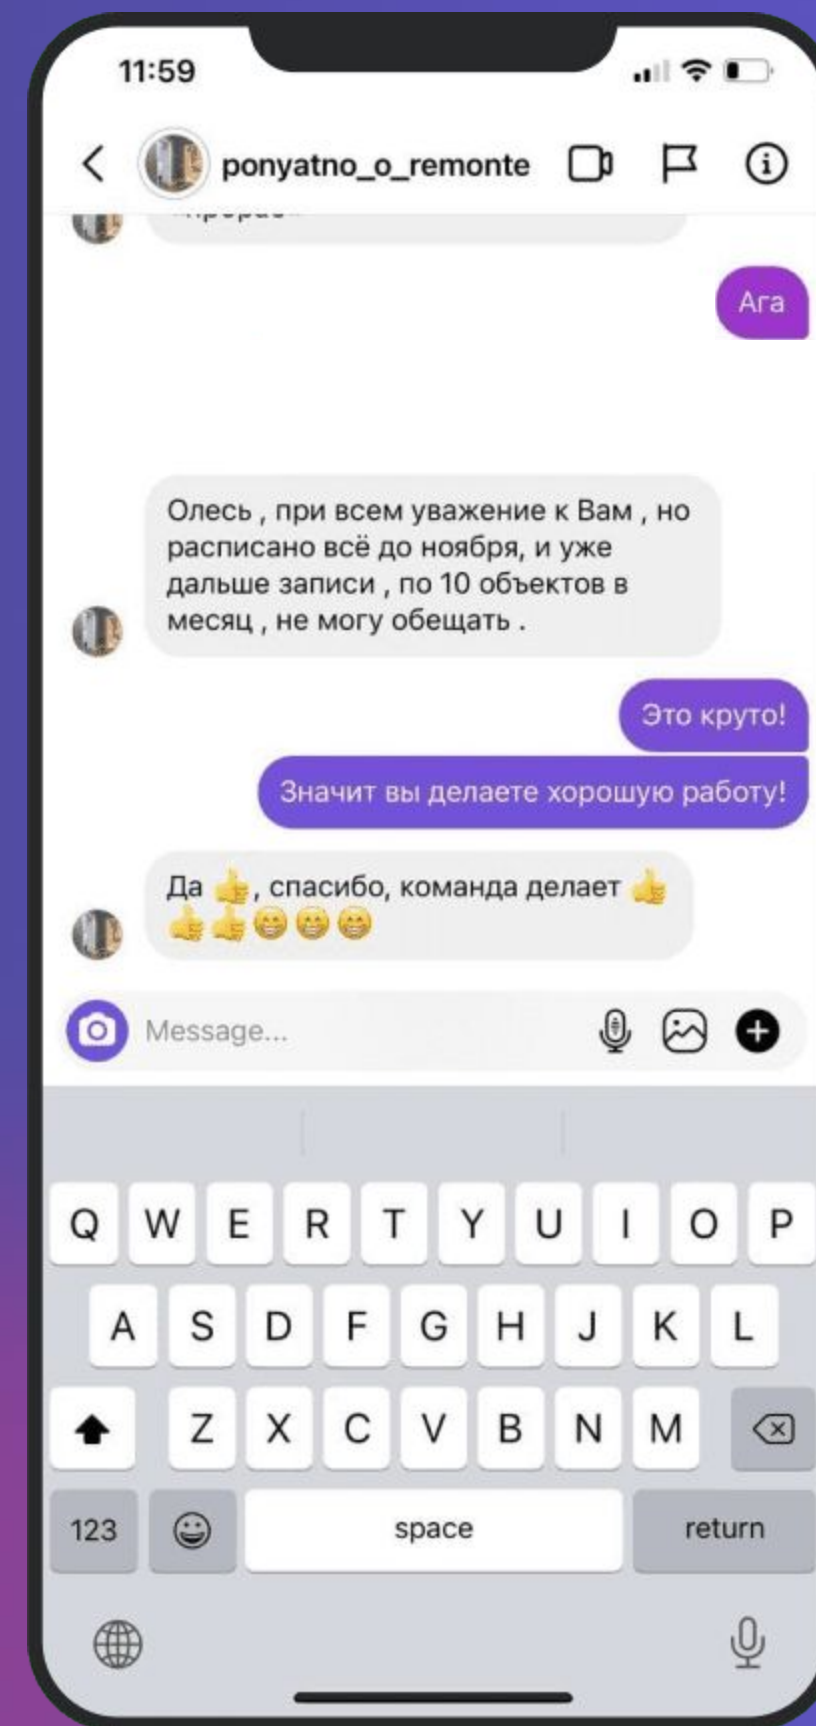 11:59
ponyatno_o_remonte
Ага
Олесь , при всем уважение к Вам , но
расписано всё до ноября, и уже
дальше записи , по 10 объектов в
месяц , не могу обещать .
Это круто!
Значит вы делаете хорошую работу!
Да 👍, спасибо, команда делает 👍
👍👍😁😁😁
Message...
Q W E R T Y U I O P
A S D F G H J K L
Z X C V B N M
123 space return